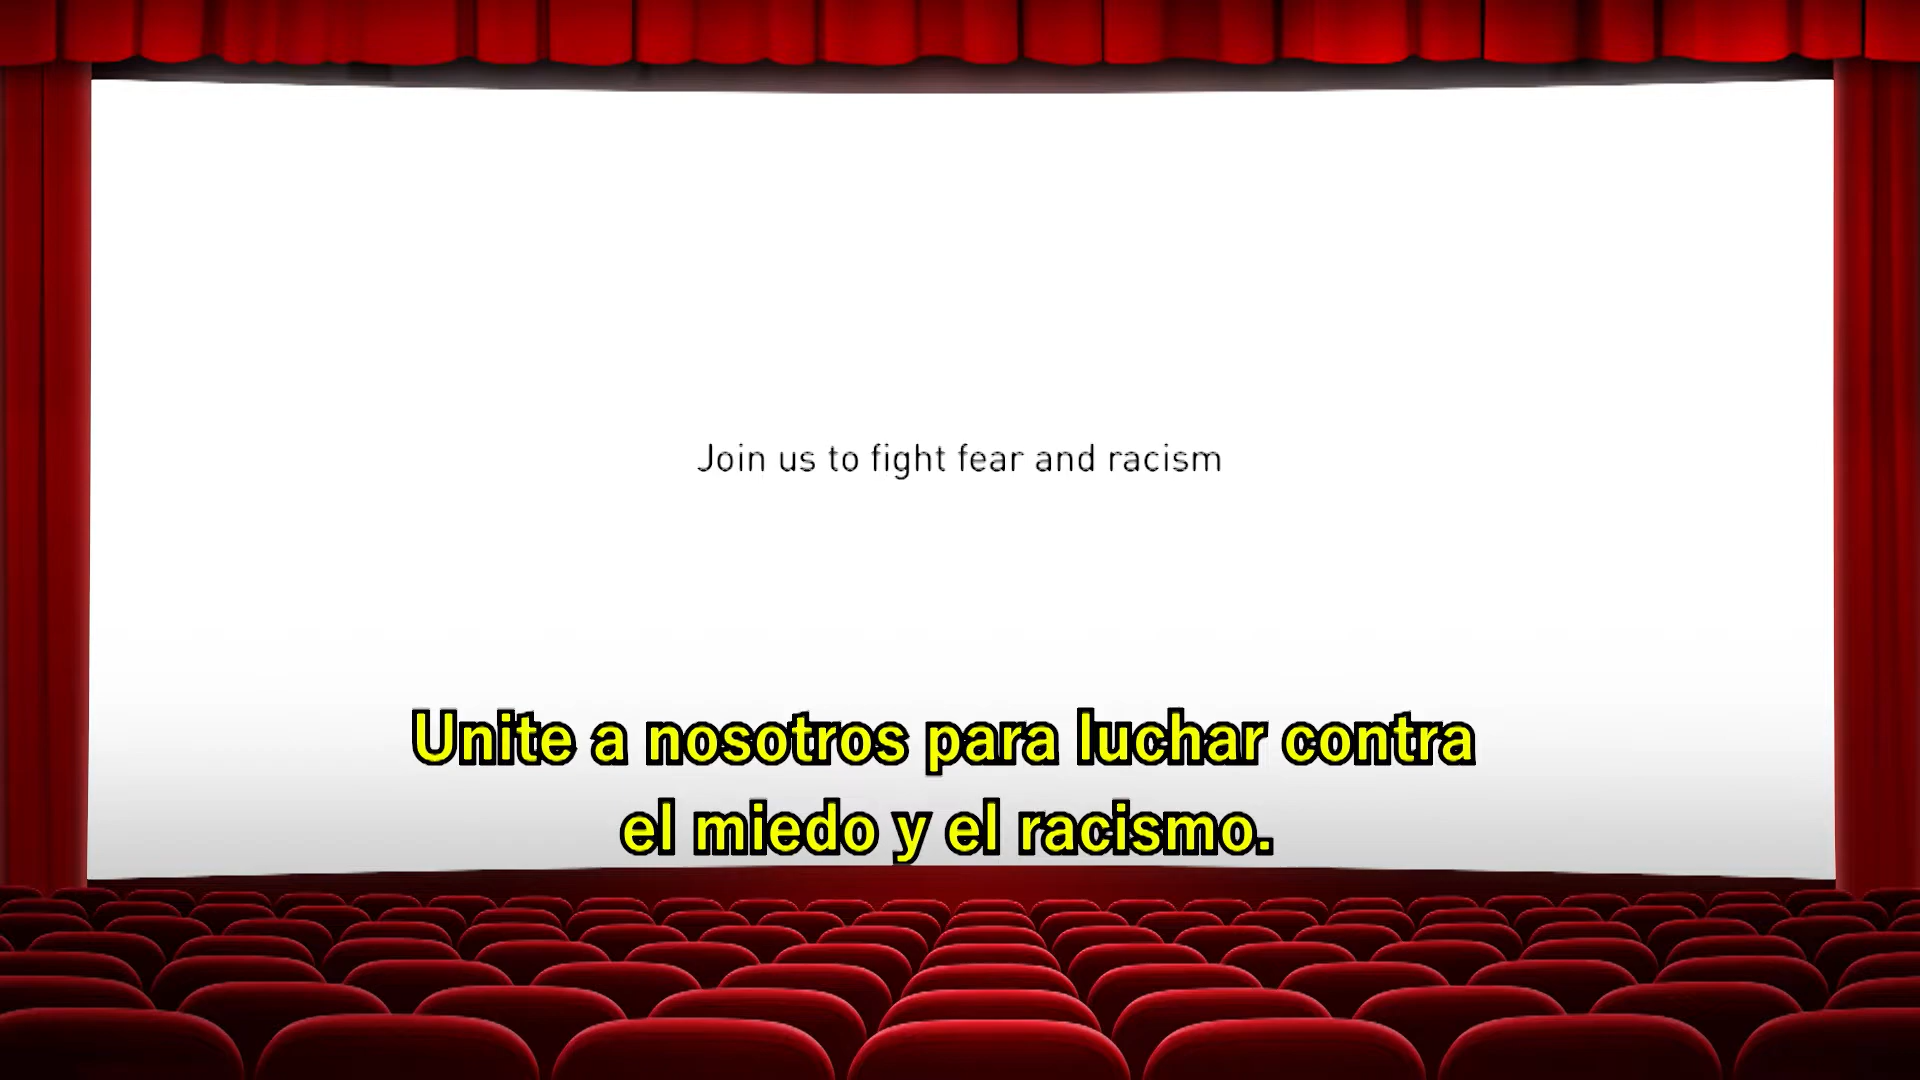 Join us to fight fear and racism
Unite a nosotros para luchar contra
el miedo y el racismo.